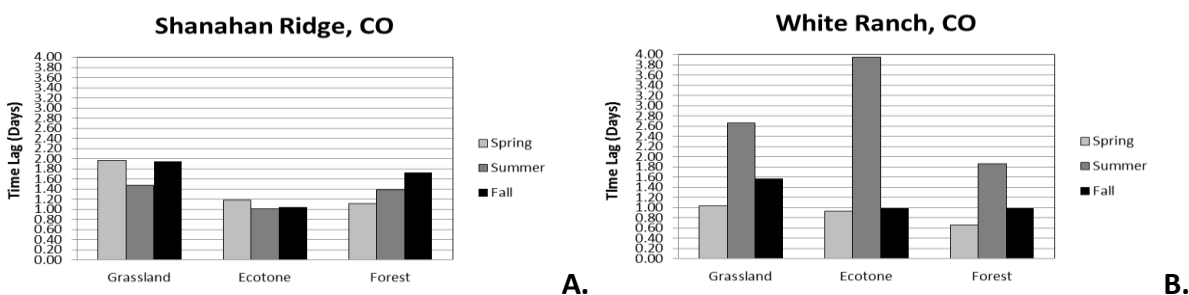 Shanahan Ridge, CO
Time Lag (Days)
4.00
3.80
3.60
3.40
3.20
3.00
2.80
2.60
2.40
2.20
2.00
1.80
1.60
1.40
1.20
1.00
0.80
0.60
0.40
0.20
0.00
Grassland
Ecotone
Forest
Spring
Summer
Fall
A.
White Ranch, CO
Time Lag (Days)
4.00
3.80
3.60
3.40
3.20
3.00
2.80
2.60
2.40
2.20
2.00
1.80
1.60
1.40
1.20
1.00
0.80
0.60
0.40
0.20
0.00
Grassland
Ecotone
Forest
Spring
Summer
Fall
B.